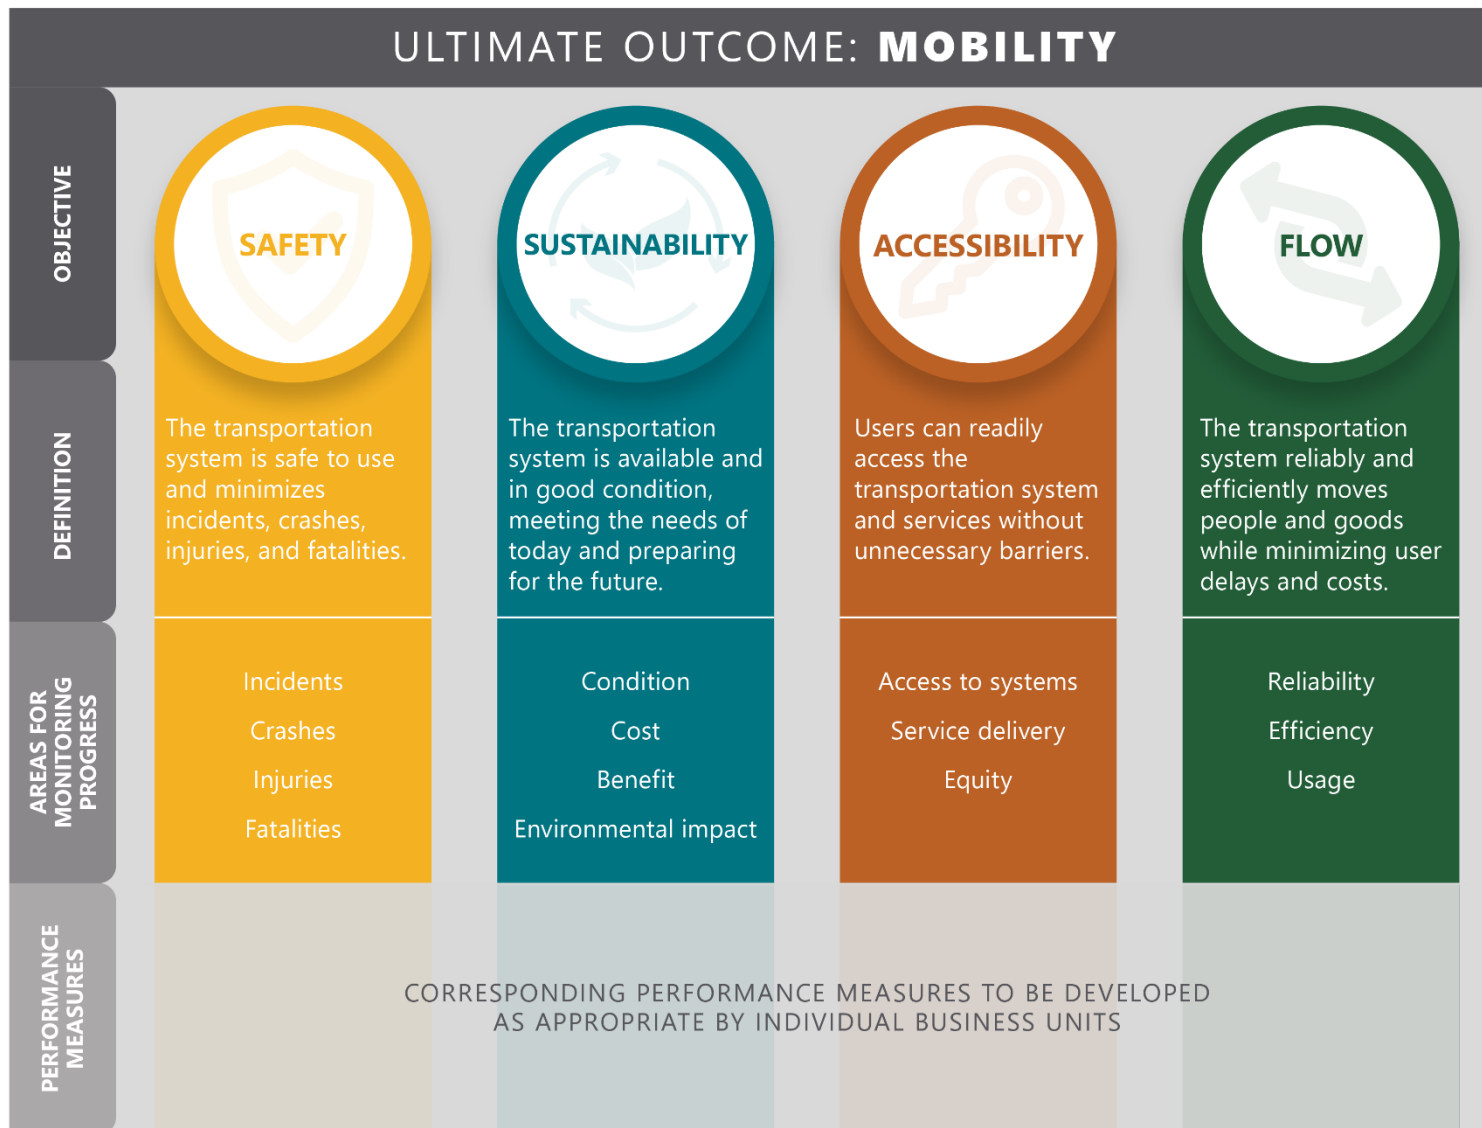 ULTIMATE OUTCOME: MOBILITY
OBJECTIVE
SAFETY
SUSTAINABILITY
ACCESSIBILITY
FLOW
DEFINITION
The transportation
system is safe to use
and minimizes
incidents, crashes,
injuries, and fatalities.
The transportation
system is available and
in good condition,
meeting the needs of
today and preparing
for the future.
Users can readily
access the
transportation system
and services without
unnecessary barriers.
The transportation
system reliably and
efficiently moves
people and goods
while minimizing user
delays and costs.
AREAS FOR
MONITORING
PROGRESS
Incidents
Crashes
Injuries
Fatalities
Condition
Cost
Benefit
Environmental impact
Access to systems
Service delivery
Equity
Reliability
Efficiency
Usage
PERFORMANCE
MEASURES
CORRESPONDING PERFORMANCE MEASURES TO BE DEVELOPED
AS APPROPRIATE BY INDIVIDUAL BUSINESS UNITS